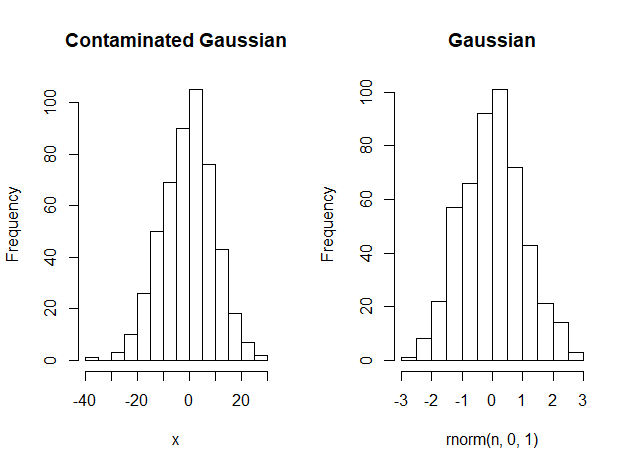 Contaminated Gaussian
Frequency
0 20 40 60 80 100
-40 -20 0 20
x
Gaussian
Frequency
0 20 40 60 80 100
-3 -2 -1 0 1 2 3
rnorm(n, 0, 1)